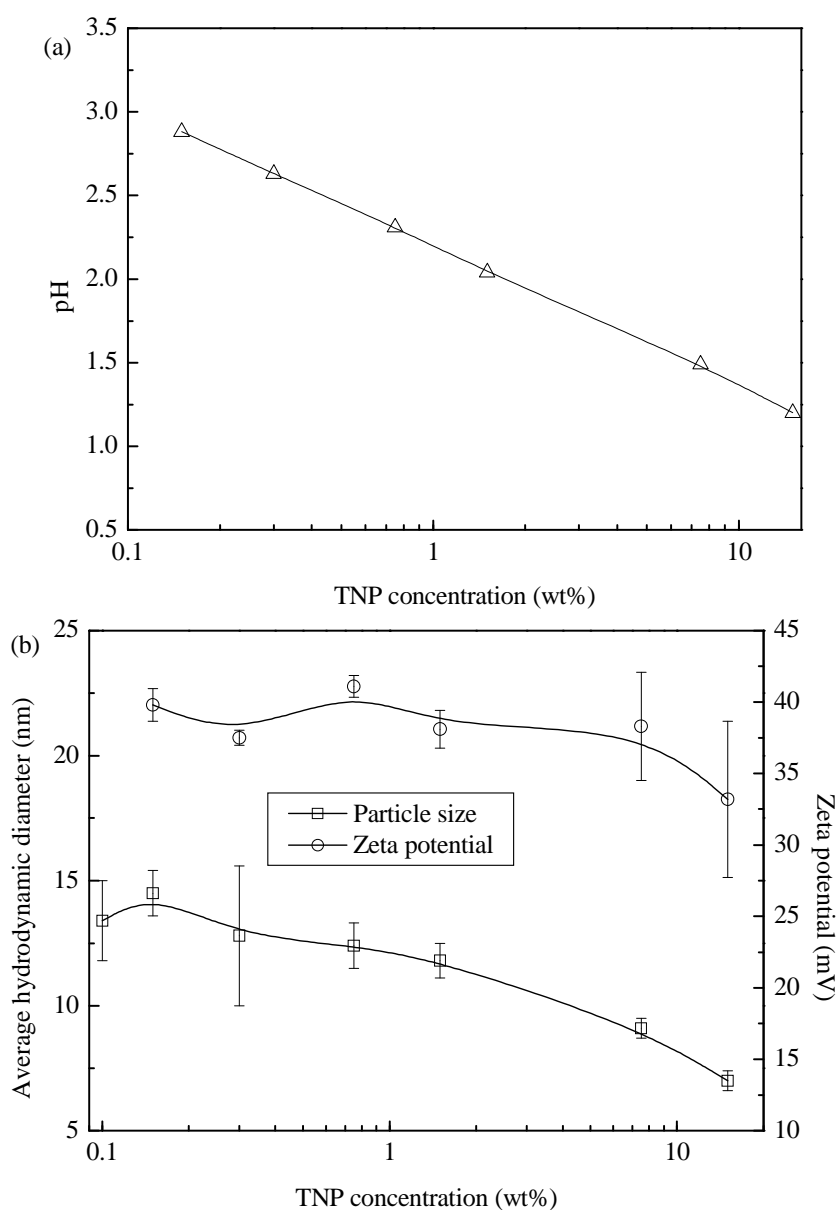 (a)
3.5
3.0
2.5
2.0
1.5
1.0
0.5
pH
0.1
1
10
TNP concentration (wt%)
(b)
25
20
15
10
5
Average hydrodynamic diameter (nm)
45
40
35
30
25
20
15
10
Zeta potential (mV)
Particle size
Zeta potential
0.1
1
10
TNP concentration (wt%)